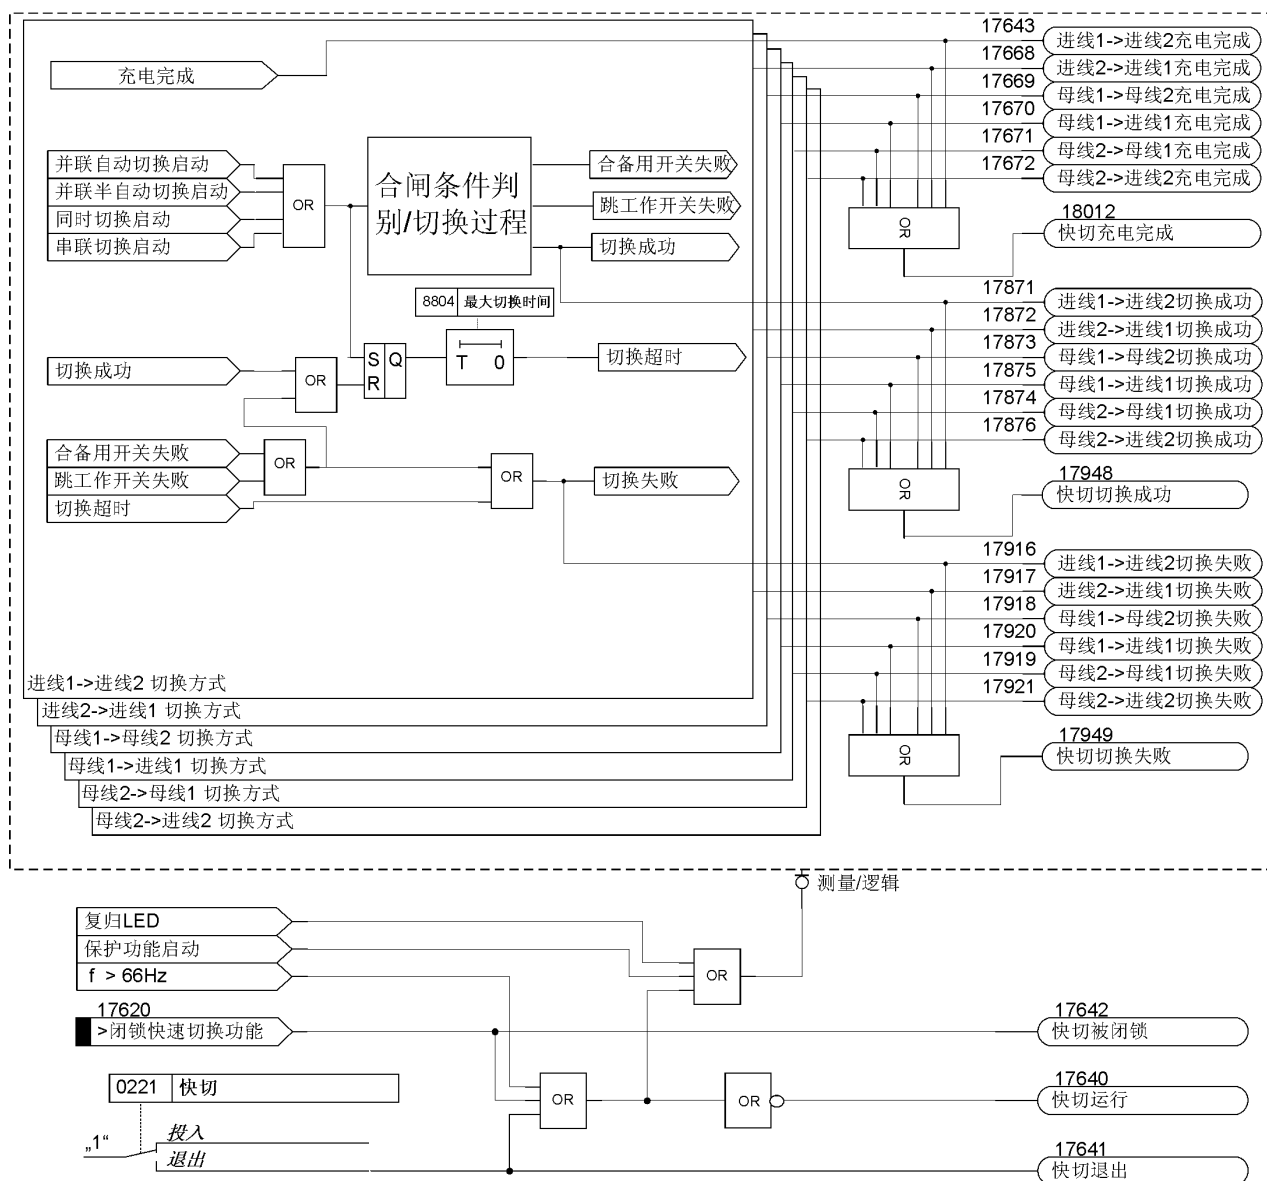 17643
进线1->进线2充电完成
17668
进线2->进线1充电完成
17669
母线1->母线2充电完成
17670
母线1->进线1充电完成
17671
母线2->母线1充电完成
17672
母线2->进线2充电完成
OR
18012
快切充电完成
充电完成
并联自动切换启动
并联半自动切换启动
同时切换启动
串联切换启动
OR
合闸条件判
别/切换过程
合备用开关失败
跳工作开关失败
切换成功
8804 最大切换时间
切换成功
OR
S Q
R
T 0
切换超时
合备用开关失败
跳工作开关失败
切换超时
OR
OR
切换失败
17871
进线1->进线2切换成功
17872
进线2->进线1切换成功
17873
母线1->母线2切换成功
17875
母线1->进线1切换成功
17874
母线2->母线1切换成功
17876
母线2->进线2切换成功
OR
17948
快切切换成功
17916
进线1->进线2切换失败
17917
进线2->进线1切换失败
17918
母线1->母线2切换失败
17920
母线1->进线1切换失败
17919
母线2->母线1切换失败
17921
母线2->进线2切换失败
OR
17949
快切切换失败
进线1->进线2 切换方式
进线2->进线1 切换方式
母线1->母线2 切换方式
母线1->进线1 切换方式
母线2->母线1 切换方式
母线2->进线2 切换方式
测量/逻辑
复归LED
保护功能启动
f > 66Hz
OR
17620
>闭锁快速切换功能
17642
快切被闭锁
0221 快切
OR
OR
17640
快切运行
„1“
投入
退出
17641
快切退出